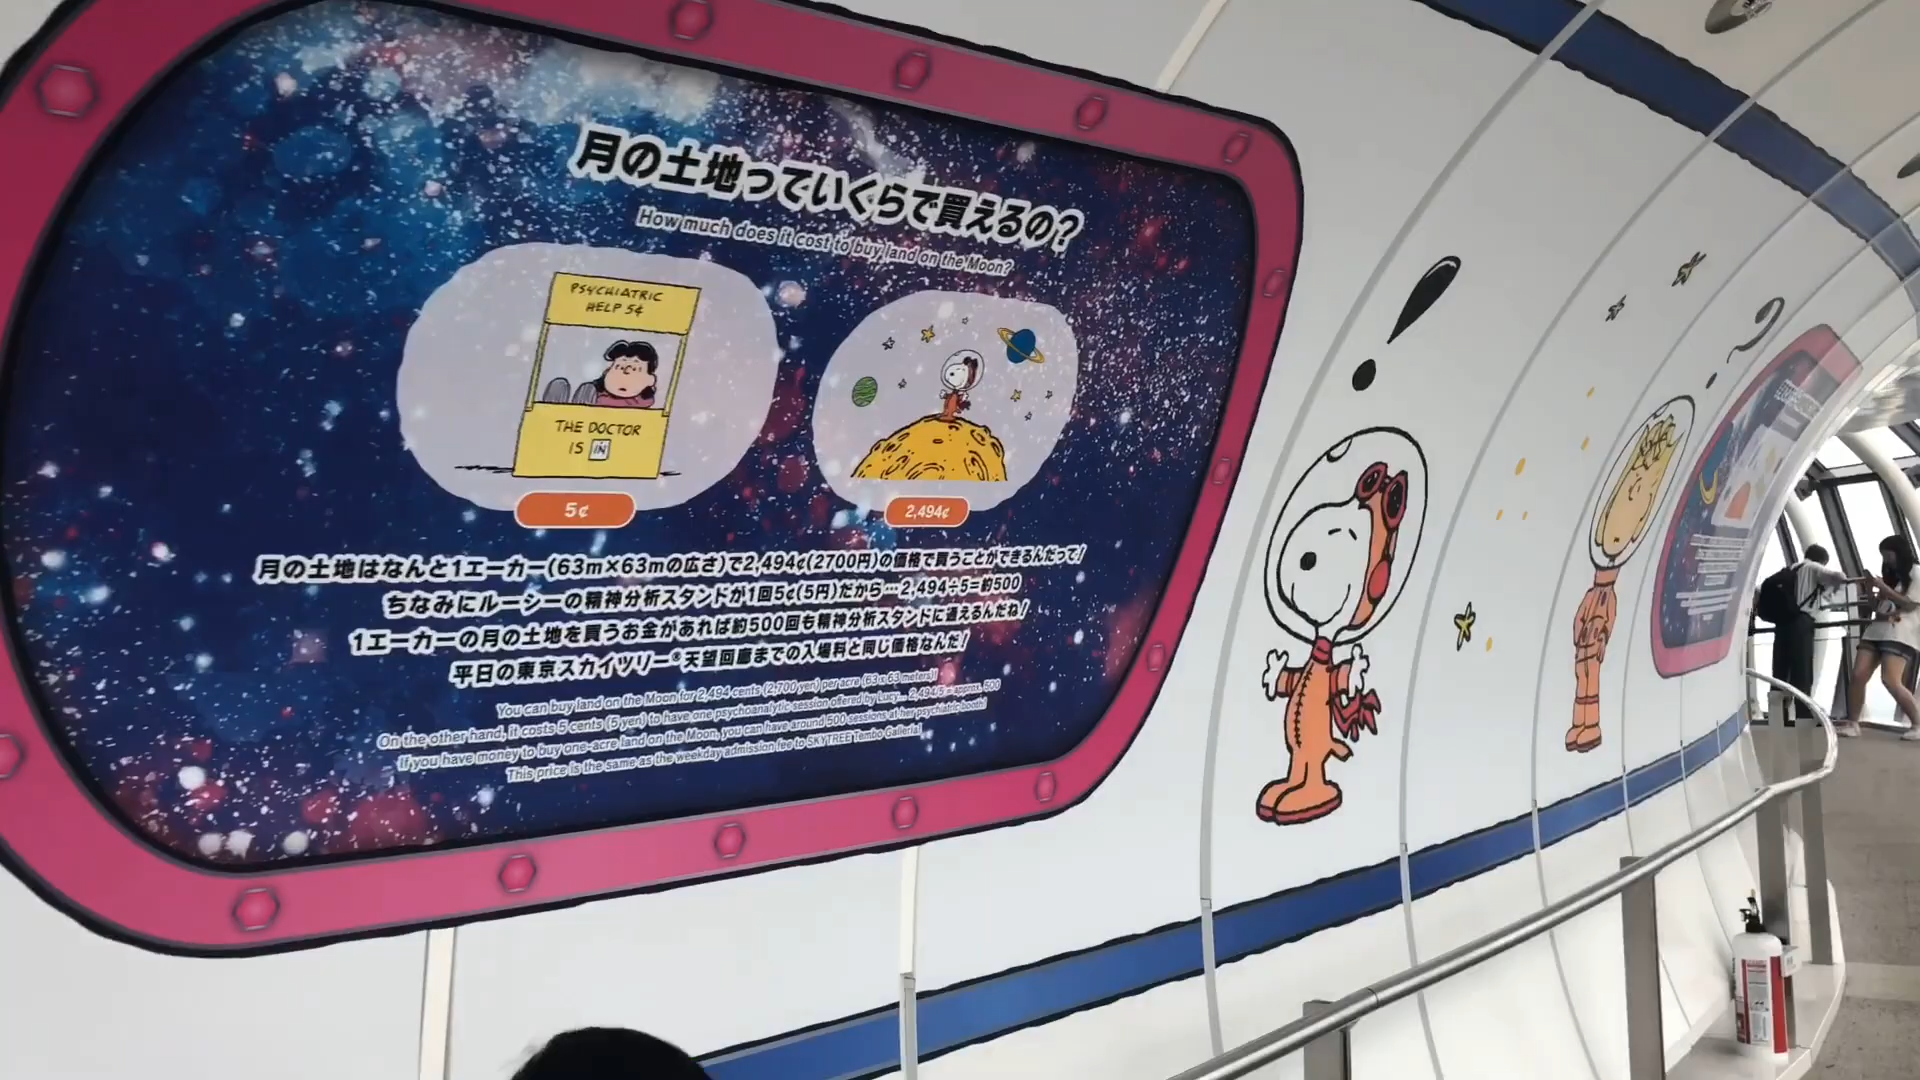 月の土地っていくらで買えるの？
How much does it cost to buy land on the Moon?
PSYCHIATRIC
HELP 5¢
THE DOCTOR
IS IN
5¢
2,494¢
月の土地はなんと1エーカー(63m×63mの広さ)で2,494¢(2700円)の価格で買うことができるんだって！
ちなみにルーシーの精神分析スタンドが1回5¢(5円)だから…2,494÷5=約500
1エーカーの月の土地を買うお金があれば約500回も精神分析スタンドに通えるんだね！
平日の東京スカイツリー®天望回廊までの入場料と同じ価格なんだ！
You can buy land on the Moon for 2,494 cents (2,700 yen) per acre (63 x 63 meters)!
On the other hand, it costs 5 cents (5 yen) to have one psychoanalytic session offered by Lucy... 2,494/5 = approx. 500
If you have money to buy one-acre land on the Moon, you can have around 500 sessions at her psychiatric booth!
This price is the same as the weekday admission fee to SKYTREE Tembo Galleria!
!
?